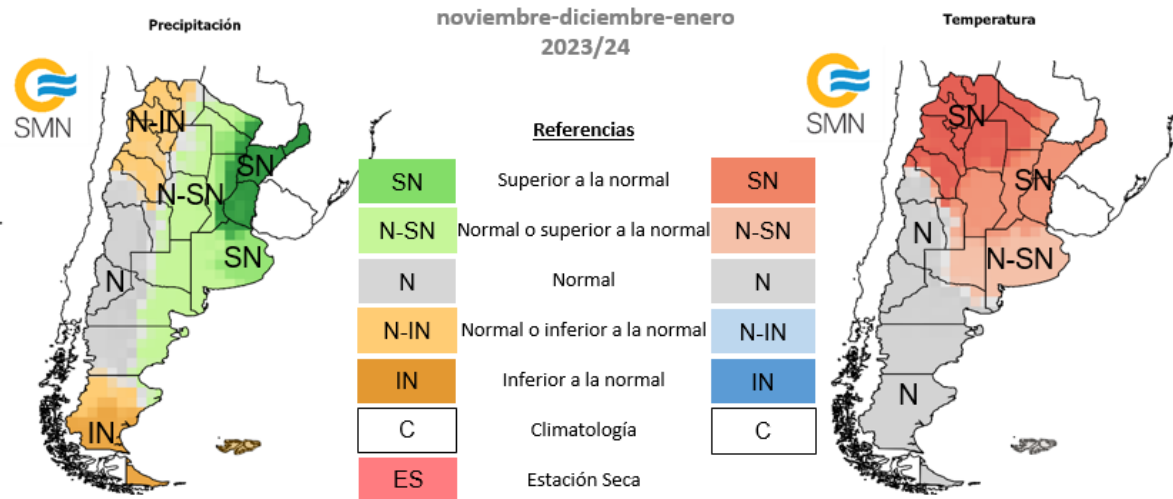 noviembre-diciembre-enero
2023/24
Precipitación
SMN
N-IN
SN
N-SN
SN
N
IN
Referencias
SN Superior a la normal SN
N-SN Normal o superior a la normal N-SN
N Normal N
N-IN Normal o inferior a la normal N-IN
IN Inferior a la normal IN
C Climatología C
ES Estación Seca
Temperatura
SMN
SN
SN
N
N-SN
N